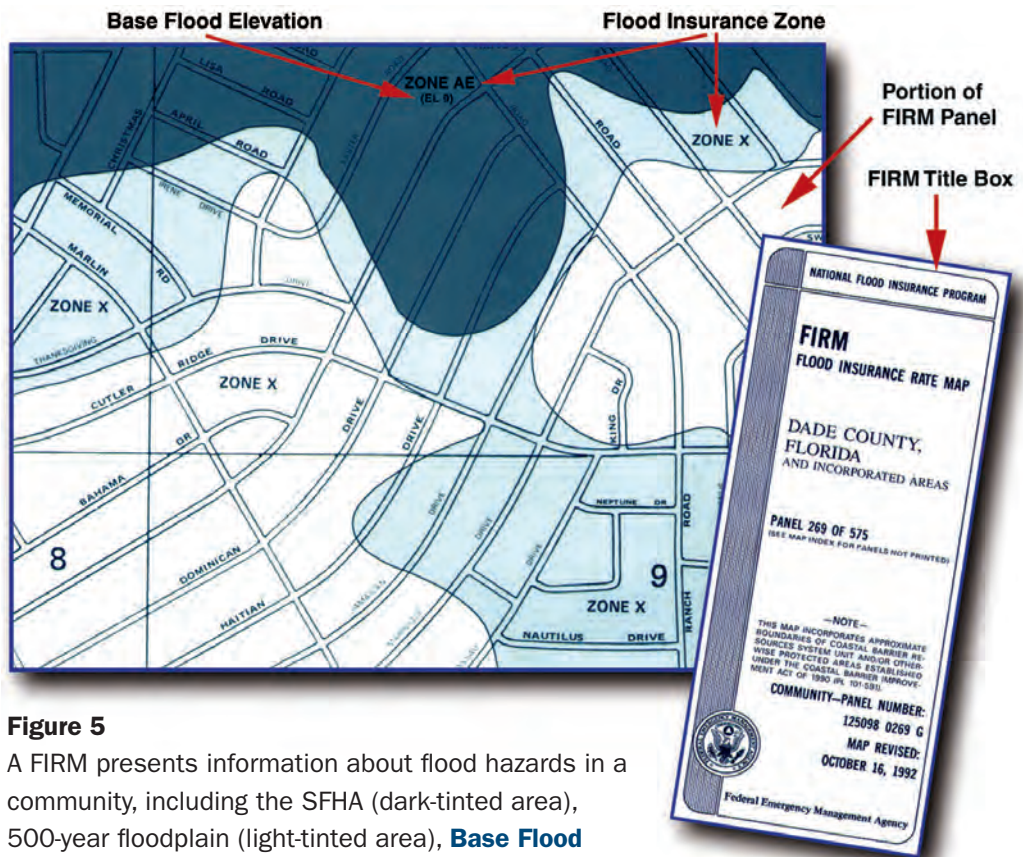 Base Flood Elevation
Flood Insurance Zone
Portion of
FIRM Panel
FIRM Title Box
ROAD
LISA
ROAD
ZONE AE
(EL 9)
CHRISTMAS
APRIL
ROAD
ROAD
ZONE X
IRENE DRIVE
MEMORIAL
RD
MARLIN
DRIVE
ZONE X
THANKSGIVING
CUTLER RIDGE DRIVE
ZONE X
DRIVE
DRIVE
KING DR
BAHAMA DR
DRIVE
DRIVE
NEPTUNE DR
ROAD
8
DOMINICAN
DRIVE
9
HAITIAN
ZONE X
RANCH
NAUTILUS DRIVE
SW
NATIONAL FLOOD INSURANCE PROGRAM
FIRM
FLOOD INSURANCE RATE MAP
DADE COUNTY,
FLORIDA
AND INCORPORATED AREAS
PANEL 269 OF 575
(SEE MAP INDEX FOR PANELS NOT PRINTED)
—NOTE—
THIS MAP INCORPORATES APPROXIMATE
BOUNDARIES OF COASTAL BARRIER RE-
SOURCES SYSTEM UNIT AND/OR OTHER-
WISE PROTECTED AREAS ESTABLISHED
UNDER THE COASTAL BARRIER IMPROVE-
MENT ACT OF 1990 (PL 101-591).
COMMUNITY–PANEL NUMBER:
125098 0269 G
MAP REVISED:
OCTOBER 16, 1992
Federal Emergency Management Agency
Figure 5
A FIRM presents information about flood hazards in a
community, including the SFHA (dark-tinted area),
500-year floodplain (light-tinted area), Base Flood